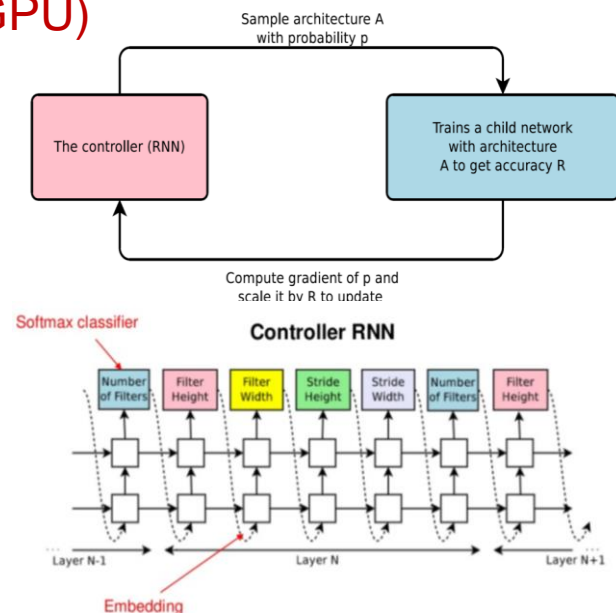 GPU)
Sample architecture A
with probability p
The controller (RNN)
Trains a child network
with architecture
A to get accuracy R
Compute gradient of p and
scale it by R to update
Softmax classifier
Controller RNN
Number
of Filters
Filter
Height
Filter
Width
Stride
Height
Stride
Width
Number
of Filters
Filter
Height
...
Layer N-1
Layer N
...
Layer N+1
Embedding